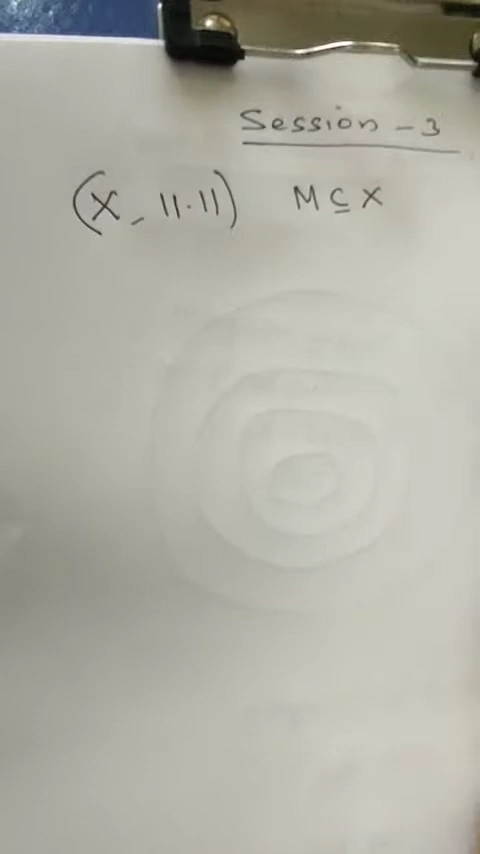 Session - 3
(X, ||·||) M ⊆ X